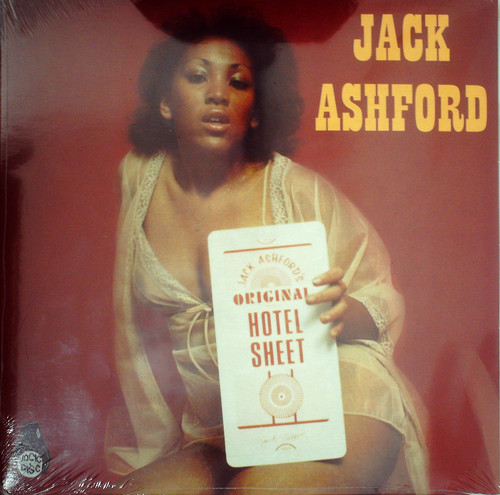 JACK
ASHFORD
JACK ASHFORD'S
ORIGINAL
HOTEL
SHEET